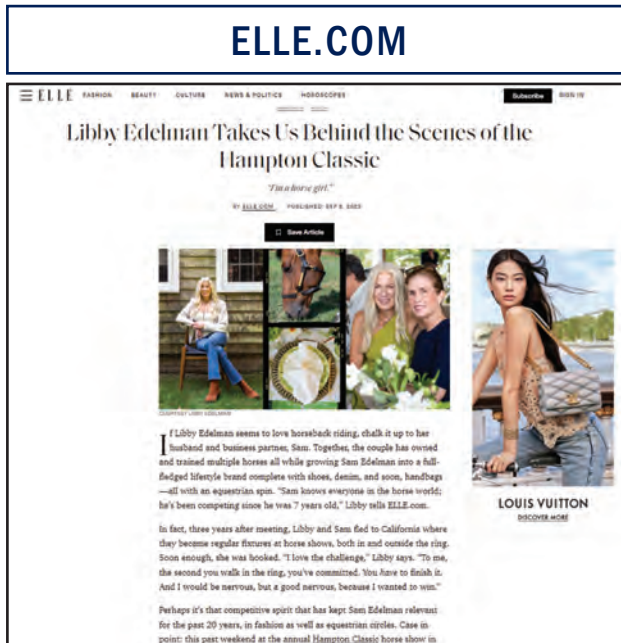 ELLE.COM
ELLE FASHION BEAUTY CULTURE NEWS & POLITICS HOROSCOPES Subscribe SIGN IN
Libby Edelman Takes Us Behind the Scenes of the
Hampton Classic
"I'm a horse girl."
BY ELLE.COM PUBLISHED: SEP 8, 2023
Save Article
COURTESY LIBBY EDELMAN
If Libby Edelman seems to love horseback riding, chalk it up to her
husband and business partner, Sam. Together, the couple has owned
and trained multiple horses all while growing Sam Edelman into a full-
fledged lifestyle brand complete with shoes, denim, and soon, handbags
—all with an equestrian spin. "Sam knows everyone in the horse world;
he's been competing since he was 7 years old," Libby tells ELLE.com.
LOUIS VUITTON
DISCOVER MORE
In fact, three years after meeting, Libby and Sam fled to California where
they became regular fixtures at horse shows, both in and outside the ring.
Soon enough, she was hooked. "I love the challenge," Libby says. "To me,
the second you walk in the ring, you've committed. You have to finish it.
And I would be nervous, but a good nervous, because I wanted to win."
Perhaps it's that competitive spirit that has kept Sam Edelman relevant
for the past 20 years, in fashion as well as equestrian circles. Case in
point: this past weekend at the annual Hampton Classic horse show in